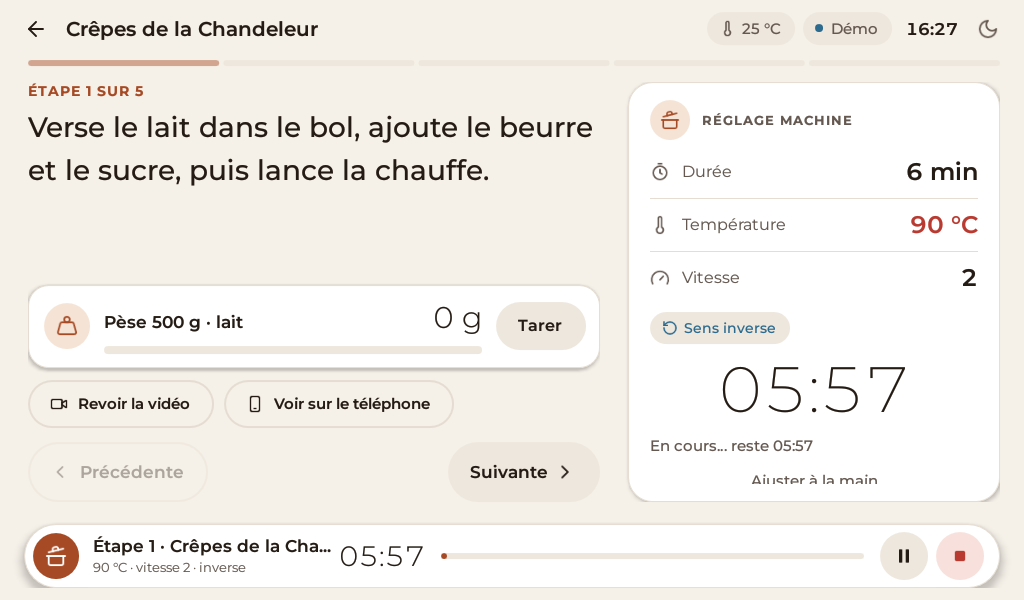 Crêpes de la Chandeleur
25 °C
Démo
16:27
ÉTAPE 1 SUR 5
Verse le lait dans le bol, ajoute le beurre
et le sucre, puis lance la chauffe.
Pèse 500 g · lait
0 g
Tarer
Revoir la vidéo
Voir sur le téléphone
Précédente
Suivante
RÉGLAGE MACHINE
Durée
6 min
Température
90 °C
Vitesse
2
Sens inverse
05:57
En cours... reste 05:57
Ajuster à la main
Étape 1 · Crêpes de la Cha...
90 °C · vitesse 2 · inverse
05:57